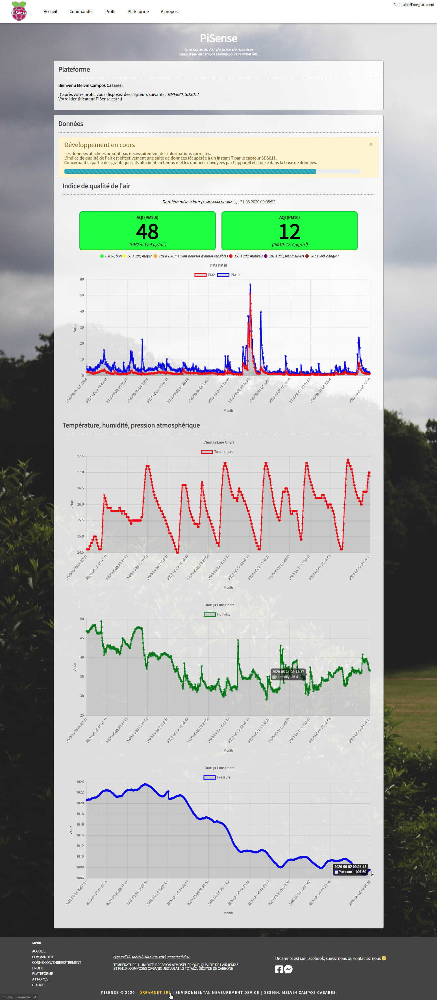 PiSense
Accueil
Commander
Profil
Plateforme
A propos
Connexion/Enregistrement
PiSense
Une solution IoT de prise de mesures
Créé par Melvin Campos Casares pour Dreamnet SRL.
Plateforme
Bienvenu Melvin Campos Casares !
D'après votre profil, vous disposez des capteurs suivants : BME680, SDS011
Votre identificateur PiSense est : 1
Données
Développement en cours
×
Les données affichées ne sont pas nécessairement des informations correctes.
L'indice de qualité de l'air est effectivement une suite de données récupérée à un instant T par le capteur SDS011.
Concernant la partie des graphiques, ils affichent en temps réel les données envoyées par l'appareil et stocké dans la base de données.
Indice de qualité de l'air
Dernière mise à jour (JJ.MM.AAAA HH:MM:SS) : 31.05.2020 00:08:53
AQI (PM2.5)
48
(PM2.5: 11.4 µg/m³)
AQI (PM10)
12
(PM10: 12.7 µg/m³)
0 à 50, bon 51 à 100, moyen 101 à 150, mauvais pour les groupes sensibles 151 à 200, mauvais 201 à 300, très mauvais 301 à 500, danger !
PM2 PM10
PM2 PM10
60
50
40
30
20
10
0
Value
2020-05-28 03:17:54
2020-05-28 11:43:41
2020-05-28 20:09:37
2020-05-29 04:35:24
2020-05-29 13:01:11
2020-05-29 21:26:59
2020-05-30 05:53:02
2020-05-30 14:18:49
2020-05-30 22:44:36
2020-05-31 07:10:22
2020-05-31 15:36:10
2020-06-01 00:01:57
2020-06-01 08:27:44
2020-06-02 00:37:10
Month
Température, humidité, pression atmosphérique
Chart.js Line Chart
Temperature
27.5
27.0
26.5
26.0
25.5
25.0
24.5
Value
2020-05-25 00:07:21
2020-05-25 11:57:31
2020-05-25 23:47:41
2020-05-26 11:37:51
2020-05-26 23:28:01
2020-05-28 14:32:44
2020-05-29 02:22:54
2020-05-29 14:13:03
2020-05-30 02:03:18
2020-05-30 13:53:27
2020-05-31 01:43:37
2020-05-31 13:33:47
2020-06-01 01:23:58
2020-06-02 00:34:18
Month
Chart.js Line Chart
Humidity
50
45
40
35
30
25
Value
2020-05-31 02:13:37
Humidity: 35.4
2020-05-25 00:07:21
2020-05-25 11:57:31
2020-05-25 23:47:41
2020-05-26 11:37:51
2020-05-26 23:28:01
2020-05-28 14:32:44
2020-05-29 02:22:54
2020-05-29 14:13:03
2020-05-30 02:03:18
2020-05-30 13:53:27
2020-05-31 01:43:37
2020-05-31 13:33:47
2020-06-01 01:23:58
2020-06-02 00:34:18
Month
Chart.js Line Chart
Pressure
1024
1022
1020
1018
1016
1014
1012
1010
1008
1006
Value
2020-06-02 00:34:18
Pressure: 1007.59
2020-05-25 00:07:21
2020-05-25 11:57:31
2020-05-25 23:47:41
2020-05-26 11:37:51
2020-05-26 23:28:01
2020-05-28 14:32:44
2020-05-29 02:22:54
2020-05-29 14:13:03
2020-05-30 02:03:18
2020-05-30 13:53:27
2020-05-31 01:43:37
2020-05-31 13:33:47
2020-06-01 01:23:58
2020-06-02 00:34:18
Month
Menu
ACCUEIL
COMMANDER
CONNEXION/ENREGISTREMENT
PROFIL
PLATEFORME
A PROPOS
GITHUB
Appareil de prise de mesures environnementales :
TEMPÉRATURE, HUMIDITÉ, PRESSION ATMOSPHÉRIQUE, QUALITÉ DE L'AIR (PM2.5
ET PM10), COMPOSÉS ORGANIQUES VOLATILS TOTAUX, DIOXYDE DE CARBONE
Dreamnet est sur Facebook, suivez-nous ou contactez-nous
PISENSE © 2020 - DREAMNET SRL | ENVIRONMENTAL MEASUREMENT DEVICE | DESIGN: MELVIN CAMPOS CASARES
https://dreamnetbe.net